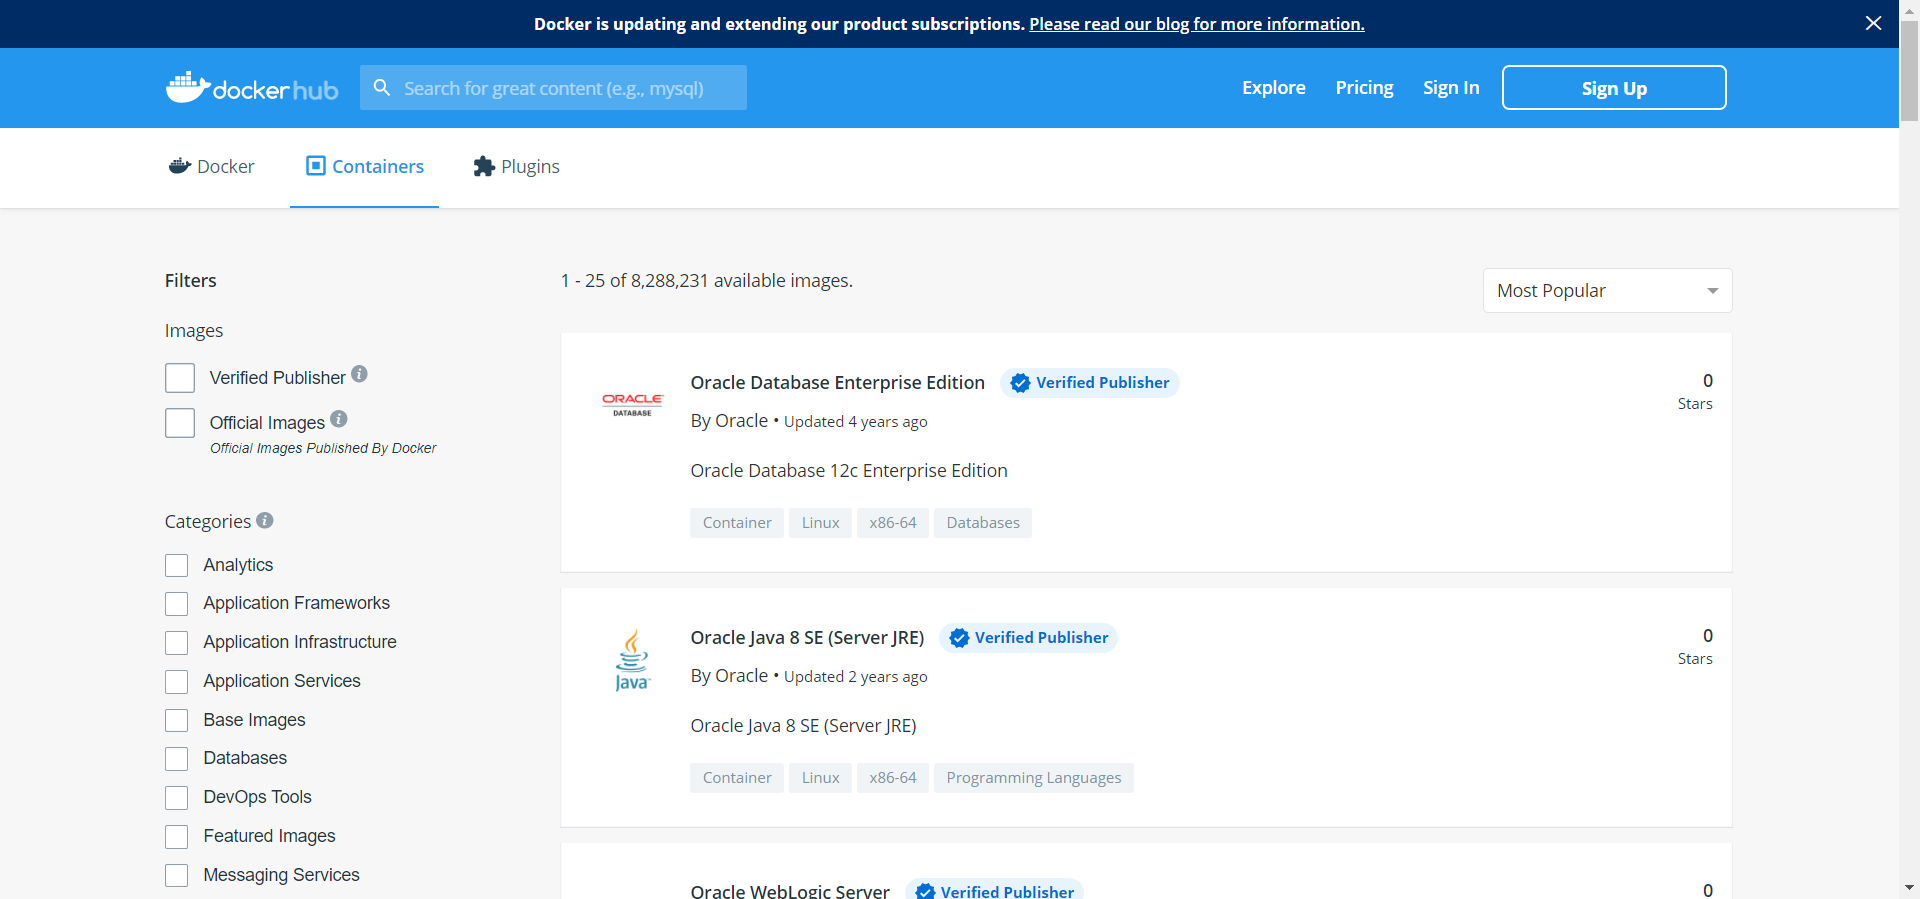 Docker is updating and extending our product subscriptions. Please read our blog for more information.
docker hub
Search for great content (e.g., mysql)
Explore
Pricing
Sign In
Sign Up
Docker
Containers
Plugins
Filters
Images
Verified Publisher
Official Images
Official Images Published By Docker
Categories
Analytics
Application Frameworks
Application Infrastructure
Application Services
Base Images
Databases
DevOps Tools
Featured Images
Messaging Services
1 - 25 of 8,288,231 available images.
Most Popular
ORACLE
DATABASE
Oracle Database Enterprise Edition
Verified Publisher
By Oracle • Updated 4 years ago
Oracle Database 12c Enterprise Edition
Container
Linux
x86-64
Databases
0
Stars
Java
Oracle Java 8 SE (Server JRE)
Verified Publisher
By Oracle • Updated 2 years ago
Oracle Java 8 SE (Server JRE)
Container
Linux
x86-64
Programming Languages
0
Stars
Oracle WebLogic Server
Verified Publisher
0